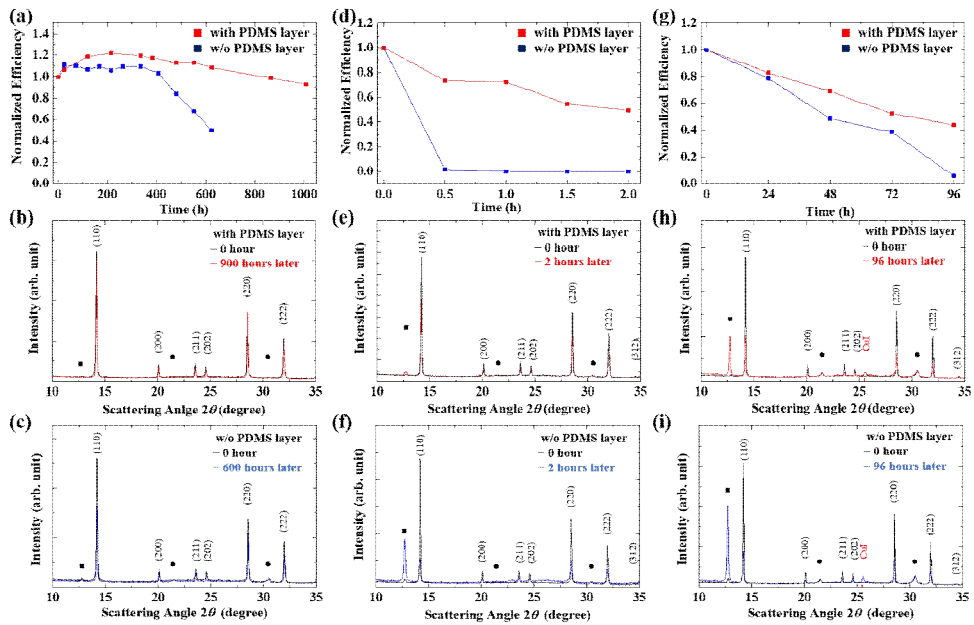 (a)
with PDMS layer
w/o PDMS layer
Normalized Efficiency
1.4
1.2
1.0
0.8
0.6
0.4
0.2
0.0
0 200 400 600 800 1000
Time (h)
(d)
with PDMS layer
w/o PDMS layer
Normalized Efficiency
1.2
1.0
0.8
0.6
0.4
0.2
0.0
0.0 0.5 1.0 1.5 2.0
Time (h)
(g)
with PDMS layer
w/o PDMS layer
Normalized Efficiency
1.2
1.0
0.8
0.6
0.4
0.2
0.0
0 24 48 72 96
Time (h)
(b)
with PDMS layer
– 0 hour
– 900 hours later
(110)
(200)
(211)
(202)
(220)
(222)
Intensity (arb. unit)
10 15 20 25 30 35
Scattering Angle 2θ (degree)
(e)
with PDMS layer
– 0 hour
– 2 hours later
(110)
(200)
(211)
(202)
(220)
(222)
(312)
Intensity (arb. unit)
10 15 20 25 30 35
Scattering Angle 2θ (degree)
(h)
with PDMS layer
– 0 hour
– 96 hours later
(110)
(200)
(211)
(202)
CuI
(220)
(222)
(312)
Intensity (arb. unit)
10 15 20 25 30 35
Scattering Angle 2θ (degree)
(c)
w/o PDMS layer
– 0 hour
– 600 hours later
(110)
(200)
(211)
(202)
(220)
(222)
Intensity (arb. unit)
10 15 20 25 30 35
Scattering Angle 2θ (degree)
(f)
w/o PDMS layer
– 0 hour
– 2 hours later
(110)
(200)
(211)
(202)
(220)
(222)
(312)
Intensity (arb. unit)
10 15 20 25 30 35
Scattering Angle 2θ (degree)
(i)
w/o PDMS layer
– 0 hour
– 96 hours later
(110)
(200)
(211)
(202)
CuI
(220)
(222)
(312)
Intensity (arb. unit)
10 15 20 25 30 35
Scattering Angle 2θ (degree)